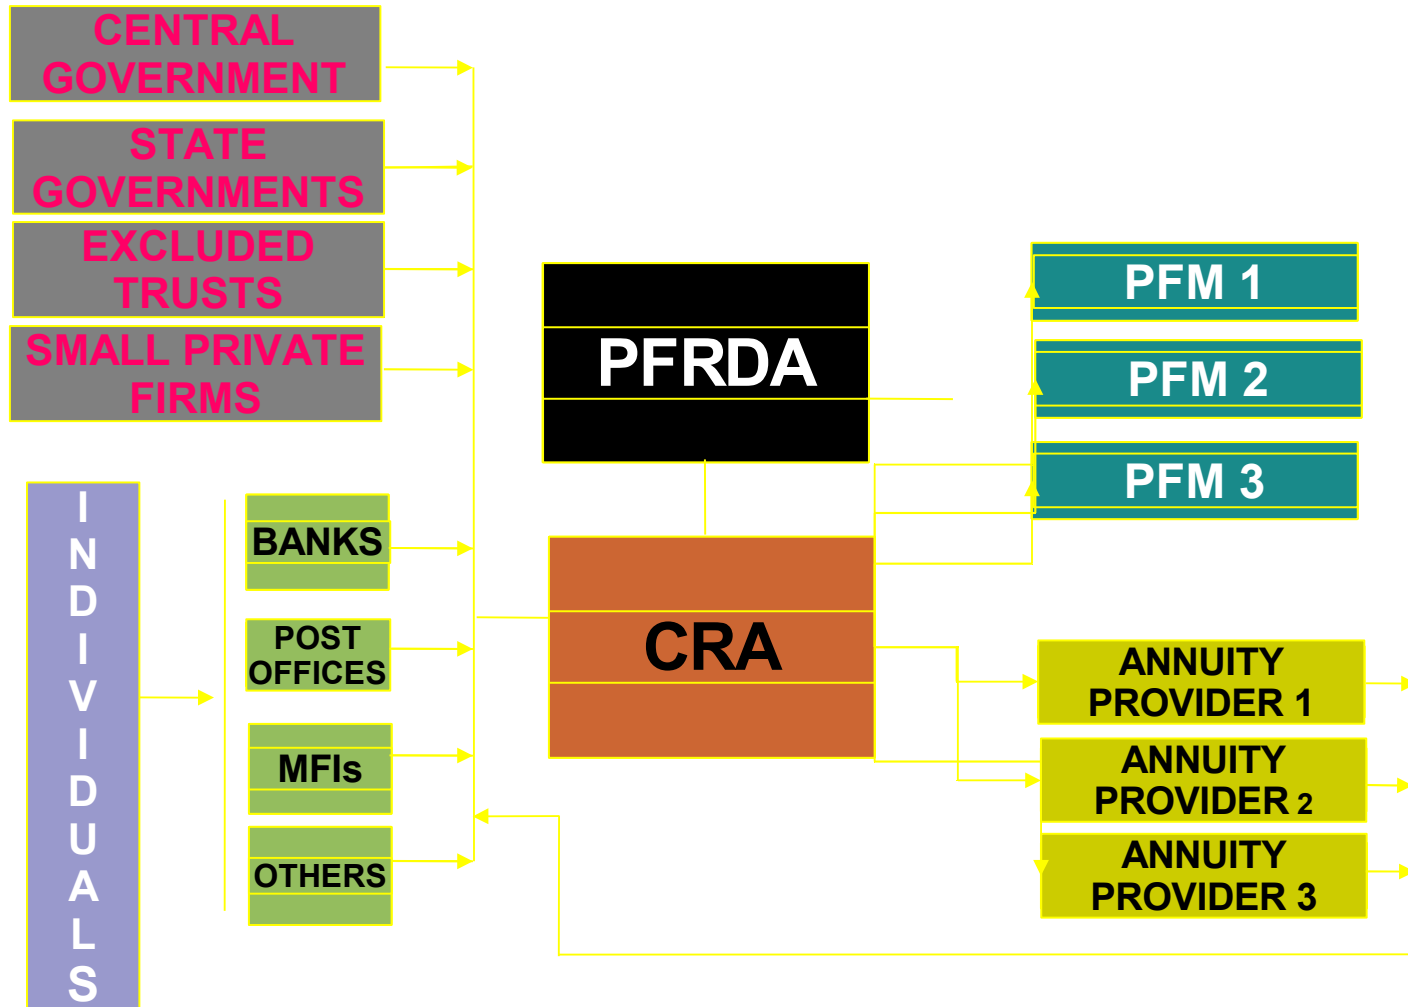 CENTRAL
GOVERNMENT
STATE
GOVERNMENTS
EXCLUDED
TRUSTS
SMALL PRIVATE
FIRMS
I
N
D
I
V
I
D
U
A
L
S
BANKS
POST
OFFICES
MFIs
OTHERS
PFRDA
CRA
PFM 1
PFM 2
PFM 3
ANNUITY
PROVIDER 1
ANNUITY
PROVIDER 2
ANNUITY
PROVIDER 3